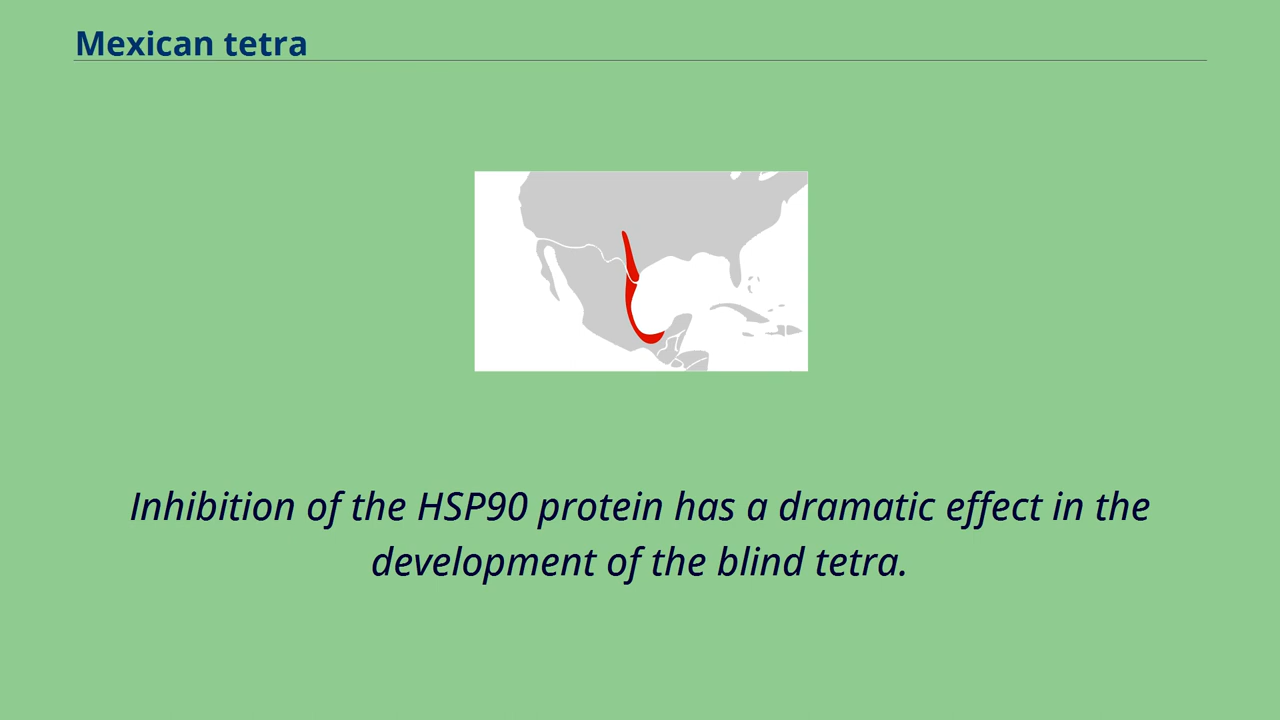 Mexican tetra
Inhibition of the HSP90 protein has a dramatic effect in the
development of the blind tetra.